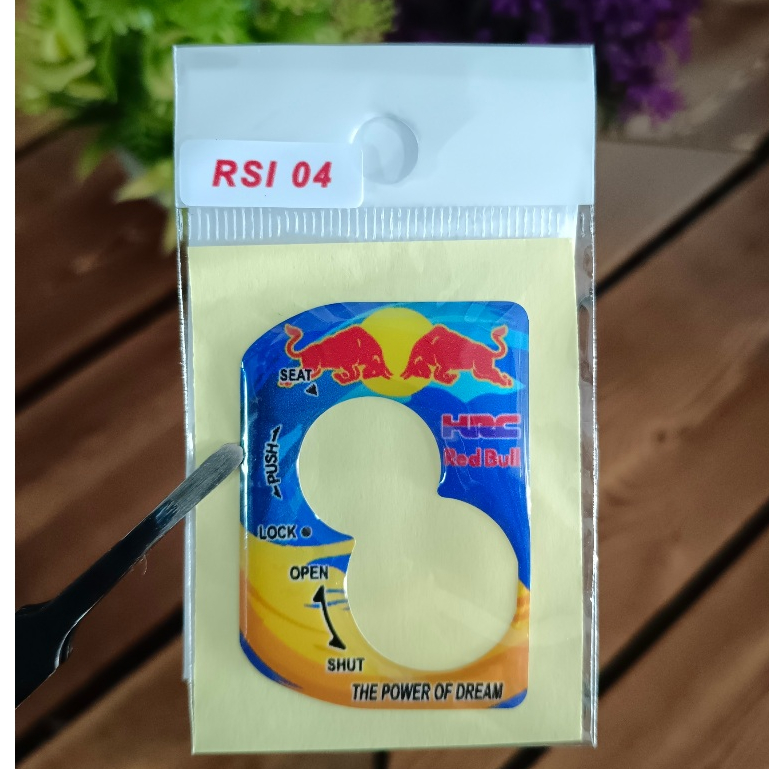 RSI 04
SEAT
HRC
Red Bull
PUSH
LOCK
OPEN
SHUT
THE POWER OF DREAM